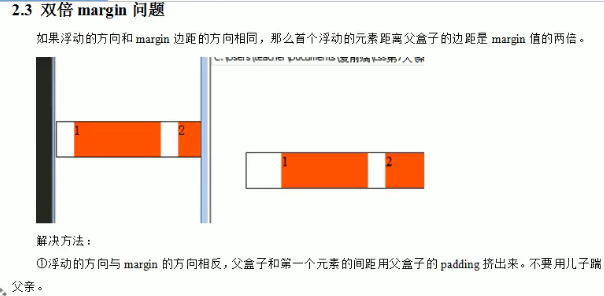 2.3 双倍 margin 问题
如果浮动的方向和 margin 边距的方向相同，那么首个浮动的元素距离父盒子的边距是 margin 值的两倍。
1 2
1 2
解决方法：
①浮动的方向与 margin 的方向相反，父盒子和第一个元素的间距用父盒子的 padding 挤出来。不要用儿子踹
父亲。